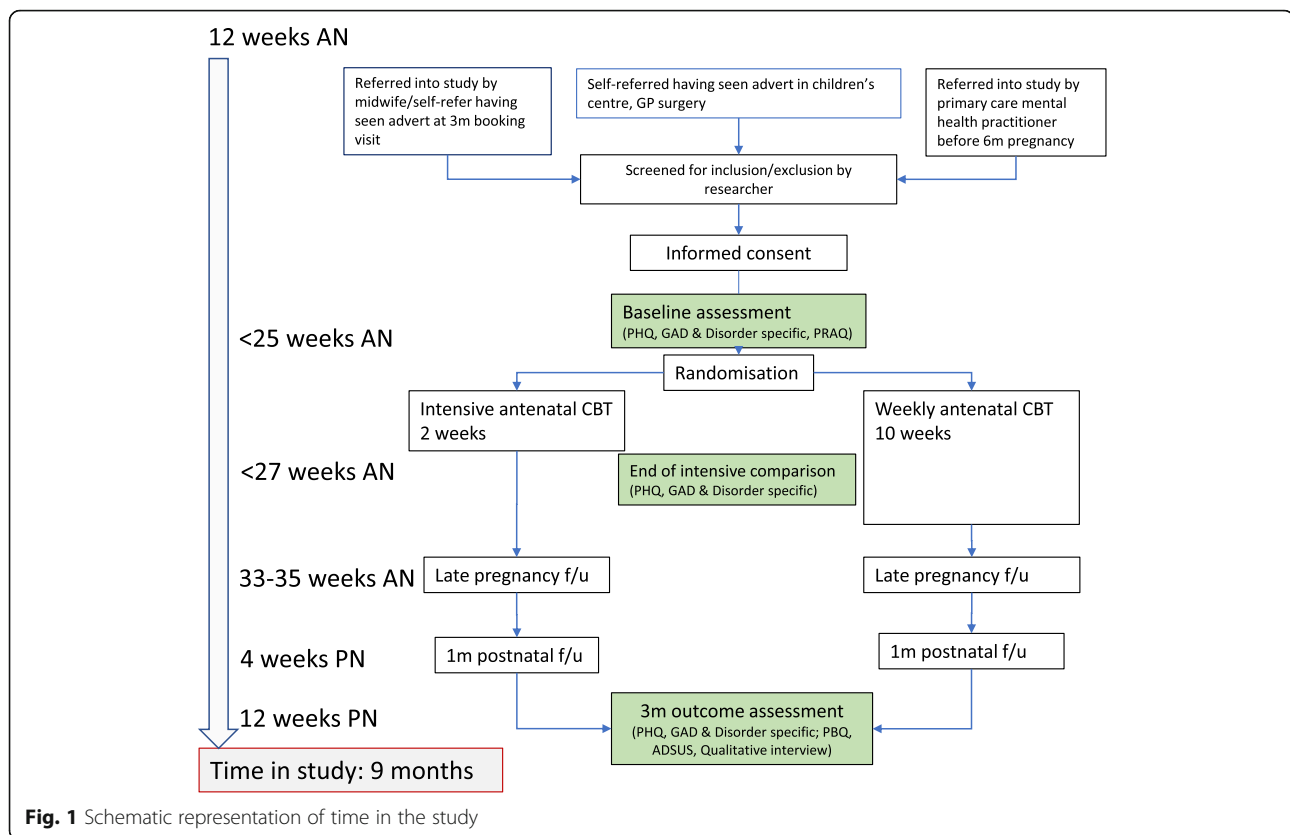 12 weeks AN
Referred into study by
midwife/self-refer having
seen advert at 3m booking
visit
Self-referred having seen advert in children's
centre, GP surgery
Referred into study by
primary care mental
health practitioner
before 6m pregnancy
Screened for inclusion/exclusion by
researcher
Informed consent
Baseline assessment
(PHQ, GAD & Disorder specific, PRAQ)
<25 weeks AN
Randomisation
Intensive antenatal CBT
2 weeks
Weekly antenatal CBT
10 weeks
<27 weeks AN
End of intensive comparison
(PHQ, GAD & Disorder specific)
33-35 weeks AN
Late pregnancy f/u
Late pregnancy f/u
4 weeks PN
1m postnatal f/u
1m postnatal f/u
12 weeks PN
3m outcome assessment
(PHQ, GAD & Disorder specific; PBQ,
ADSUS, Qualitative interview)
Time in study: 9 months
Fig. 1 Schematic representation of time in the study